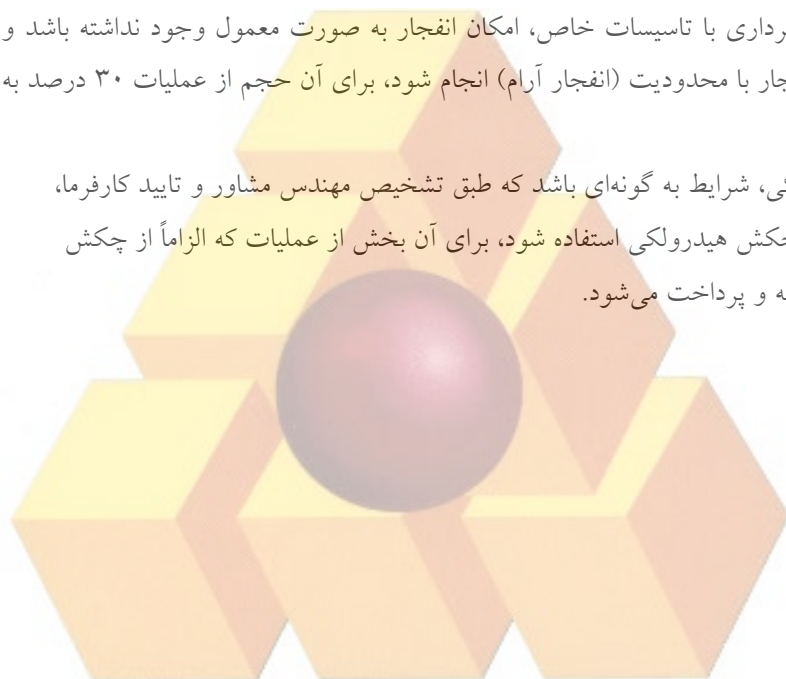 رداری با تاسیسات خاص، امکان انفجار به صورت معمول وجود نداشته باشد و
جار با محدودیت (انفجار آرام) انجام شود، برای آن حجم از عملیات ۳۰ درصد به
ئی، شرایط به گونه‌ای باشد که طبق تشخیص مهندس مشاور و تایید کارفرما،
چکش هیدرولکی استفاده شود، برای آن بخش از عملیات که الزاماً از چکش
ه و پرداخت می‌شود.